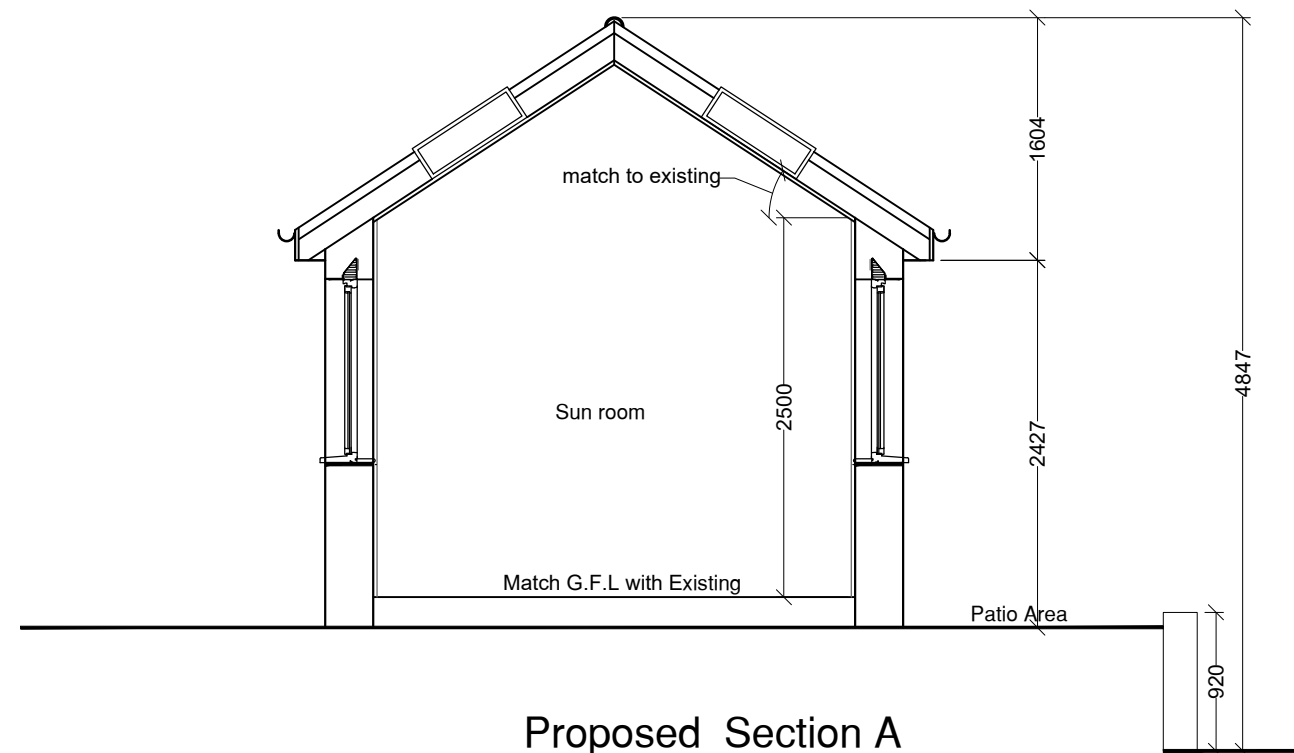 1604
match to existing
4847
2500
Sun room
2427
Match G.F.L with Existing
Patio Area
920
Proposed Section A